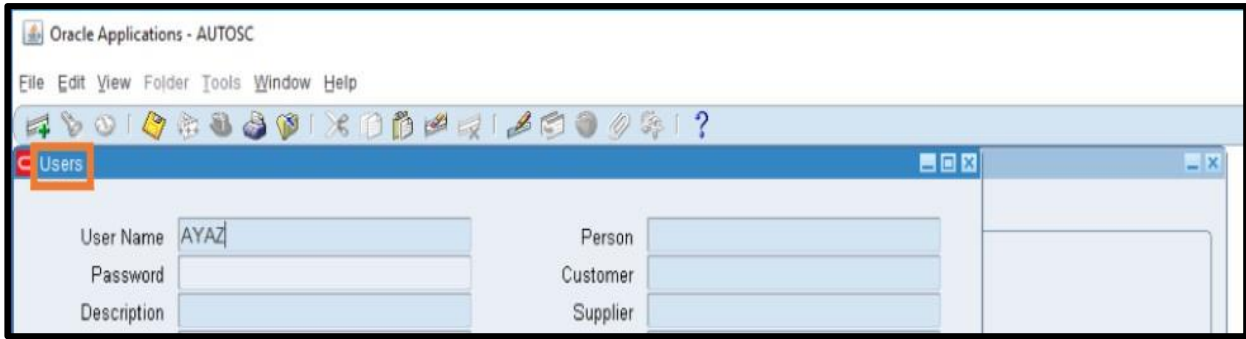 Oracle Applications - AUTOSC
File Edit View Folder Tools Window Help
?
Users
User Name AYAZ Person
Password Customer
Description Supplier